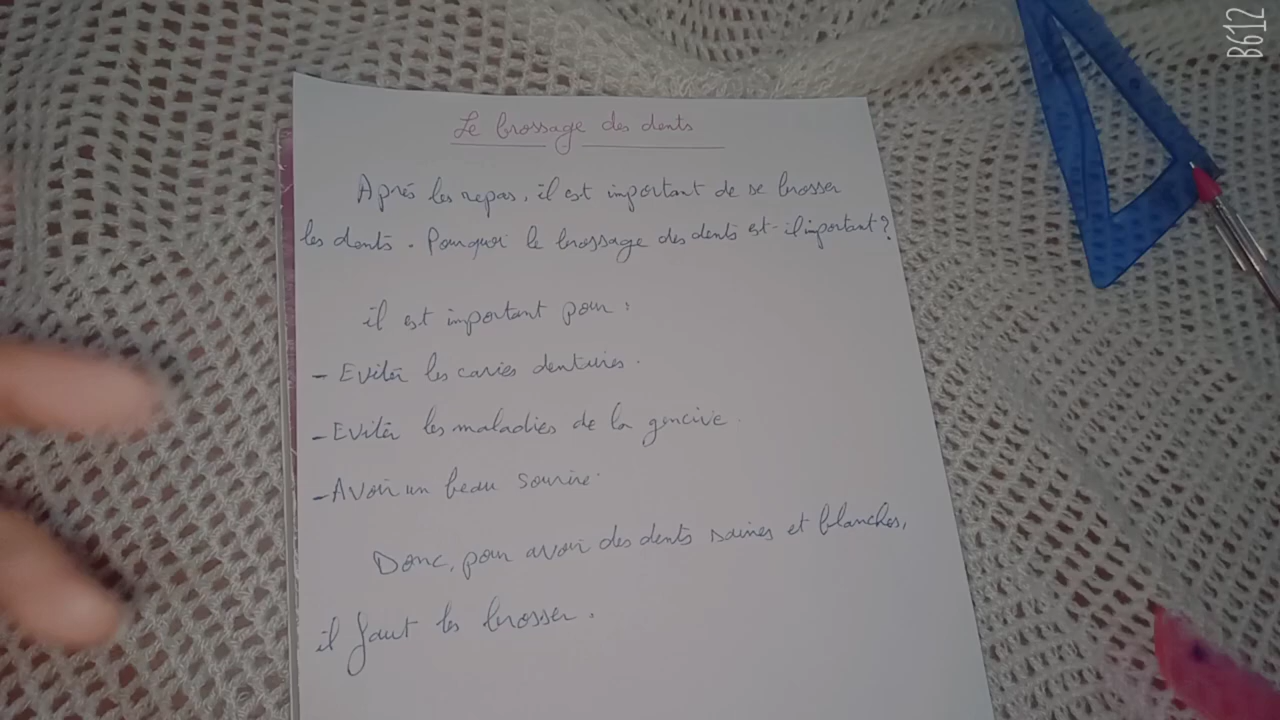 Le brossage des dents
Après les repas, il est important de se brosser
les dents. Pourquoi le brossage des dents est-il important?
il est important pour :
- Eviter les caries dentaires.
- Eviter les maladies de la gencive.
- Avoir un beau sourire.
Donc, pour avoir des dents saines et blanches,
il faut les brosser.
B612